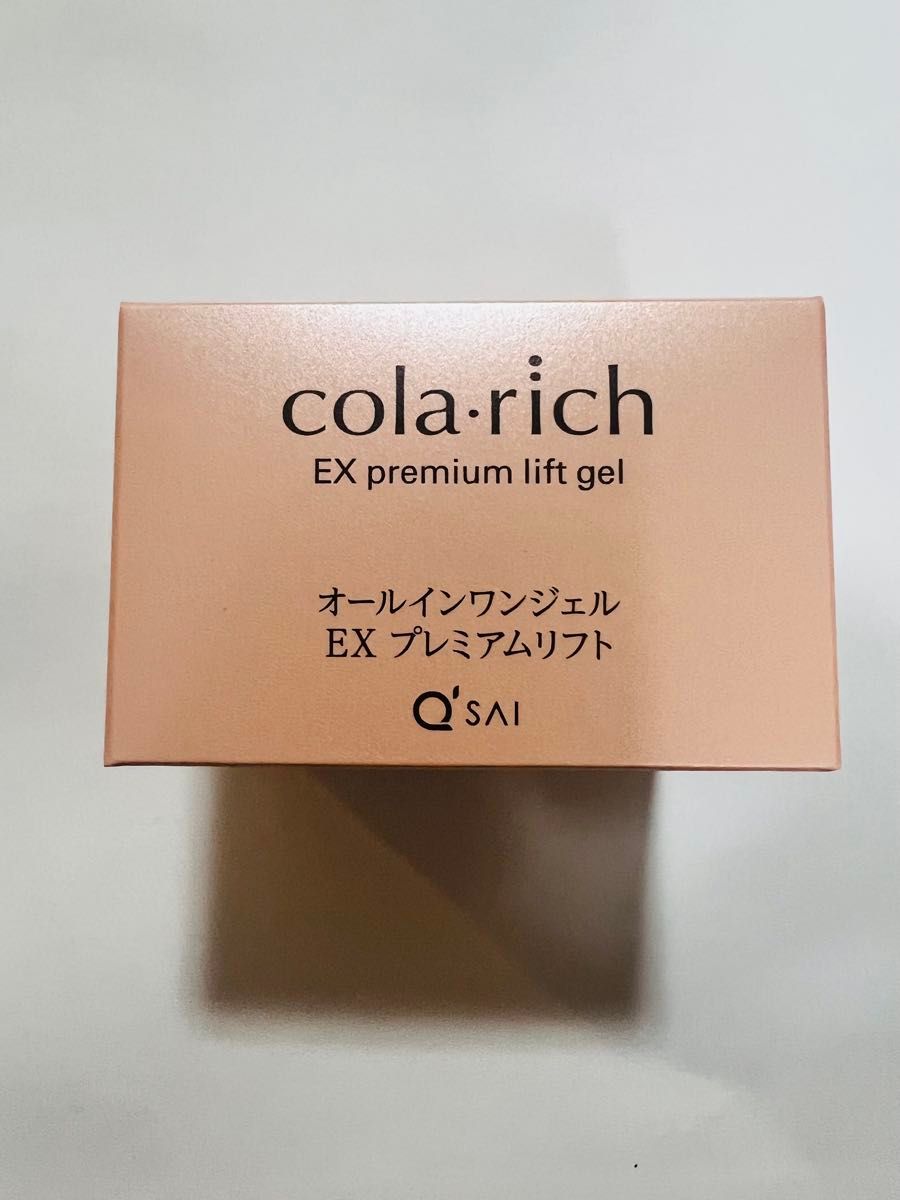 cola·rich
EX premium lift gel
オールインワンジェル
EX プレミアムリフト
Q'SAI